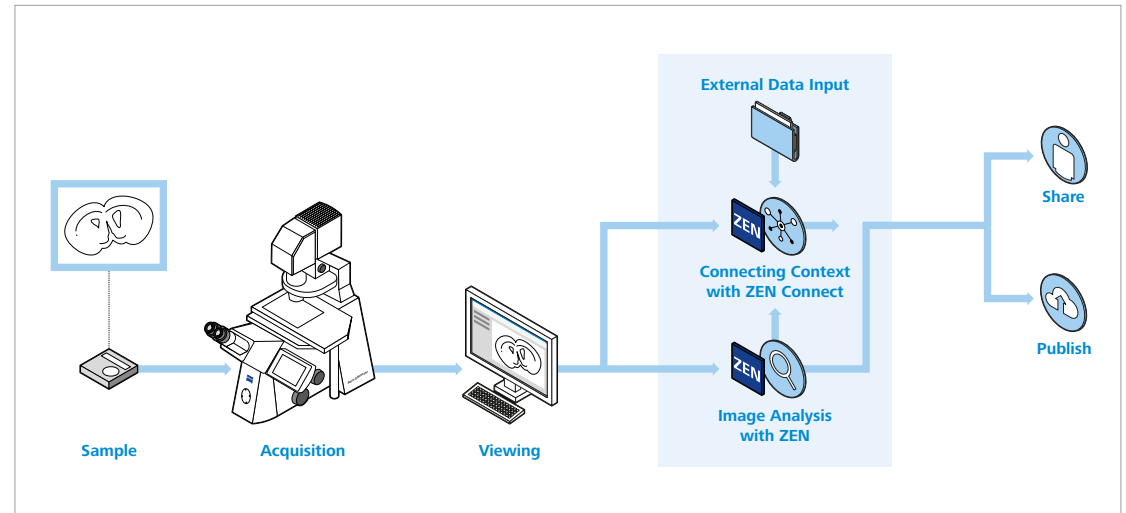 External Data Input
ZEN
Connecting Context
with ZEN Connect
ZEN
Image Analysis
with ZEN
Sample
Acquisition
Viewing
Share
Publish